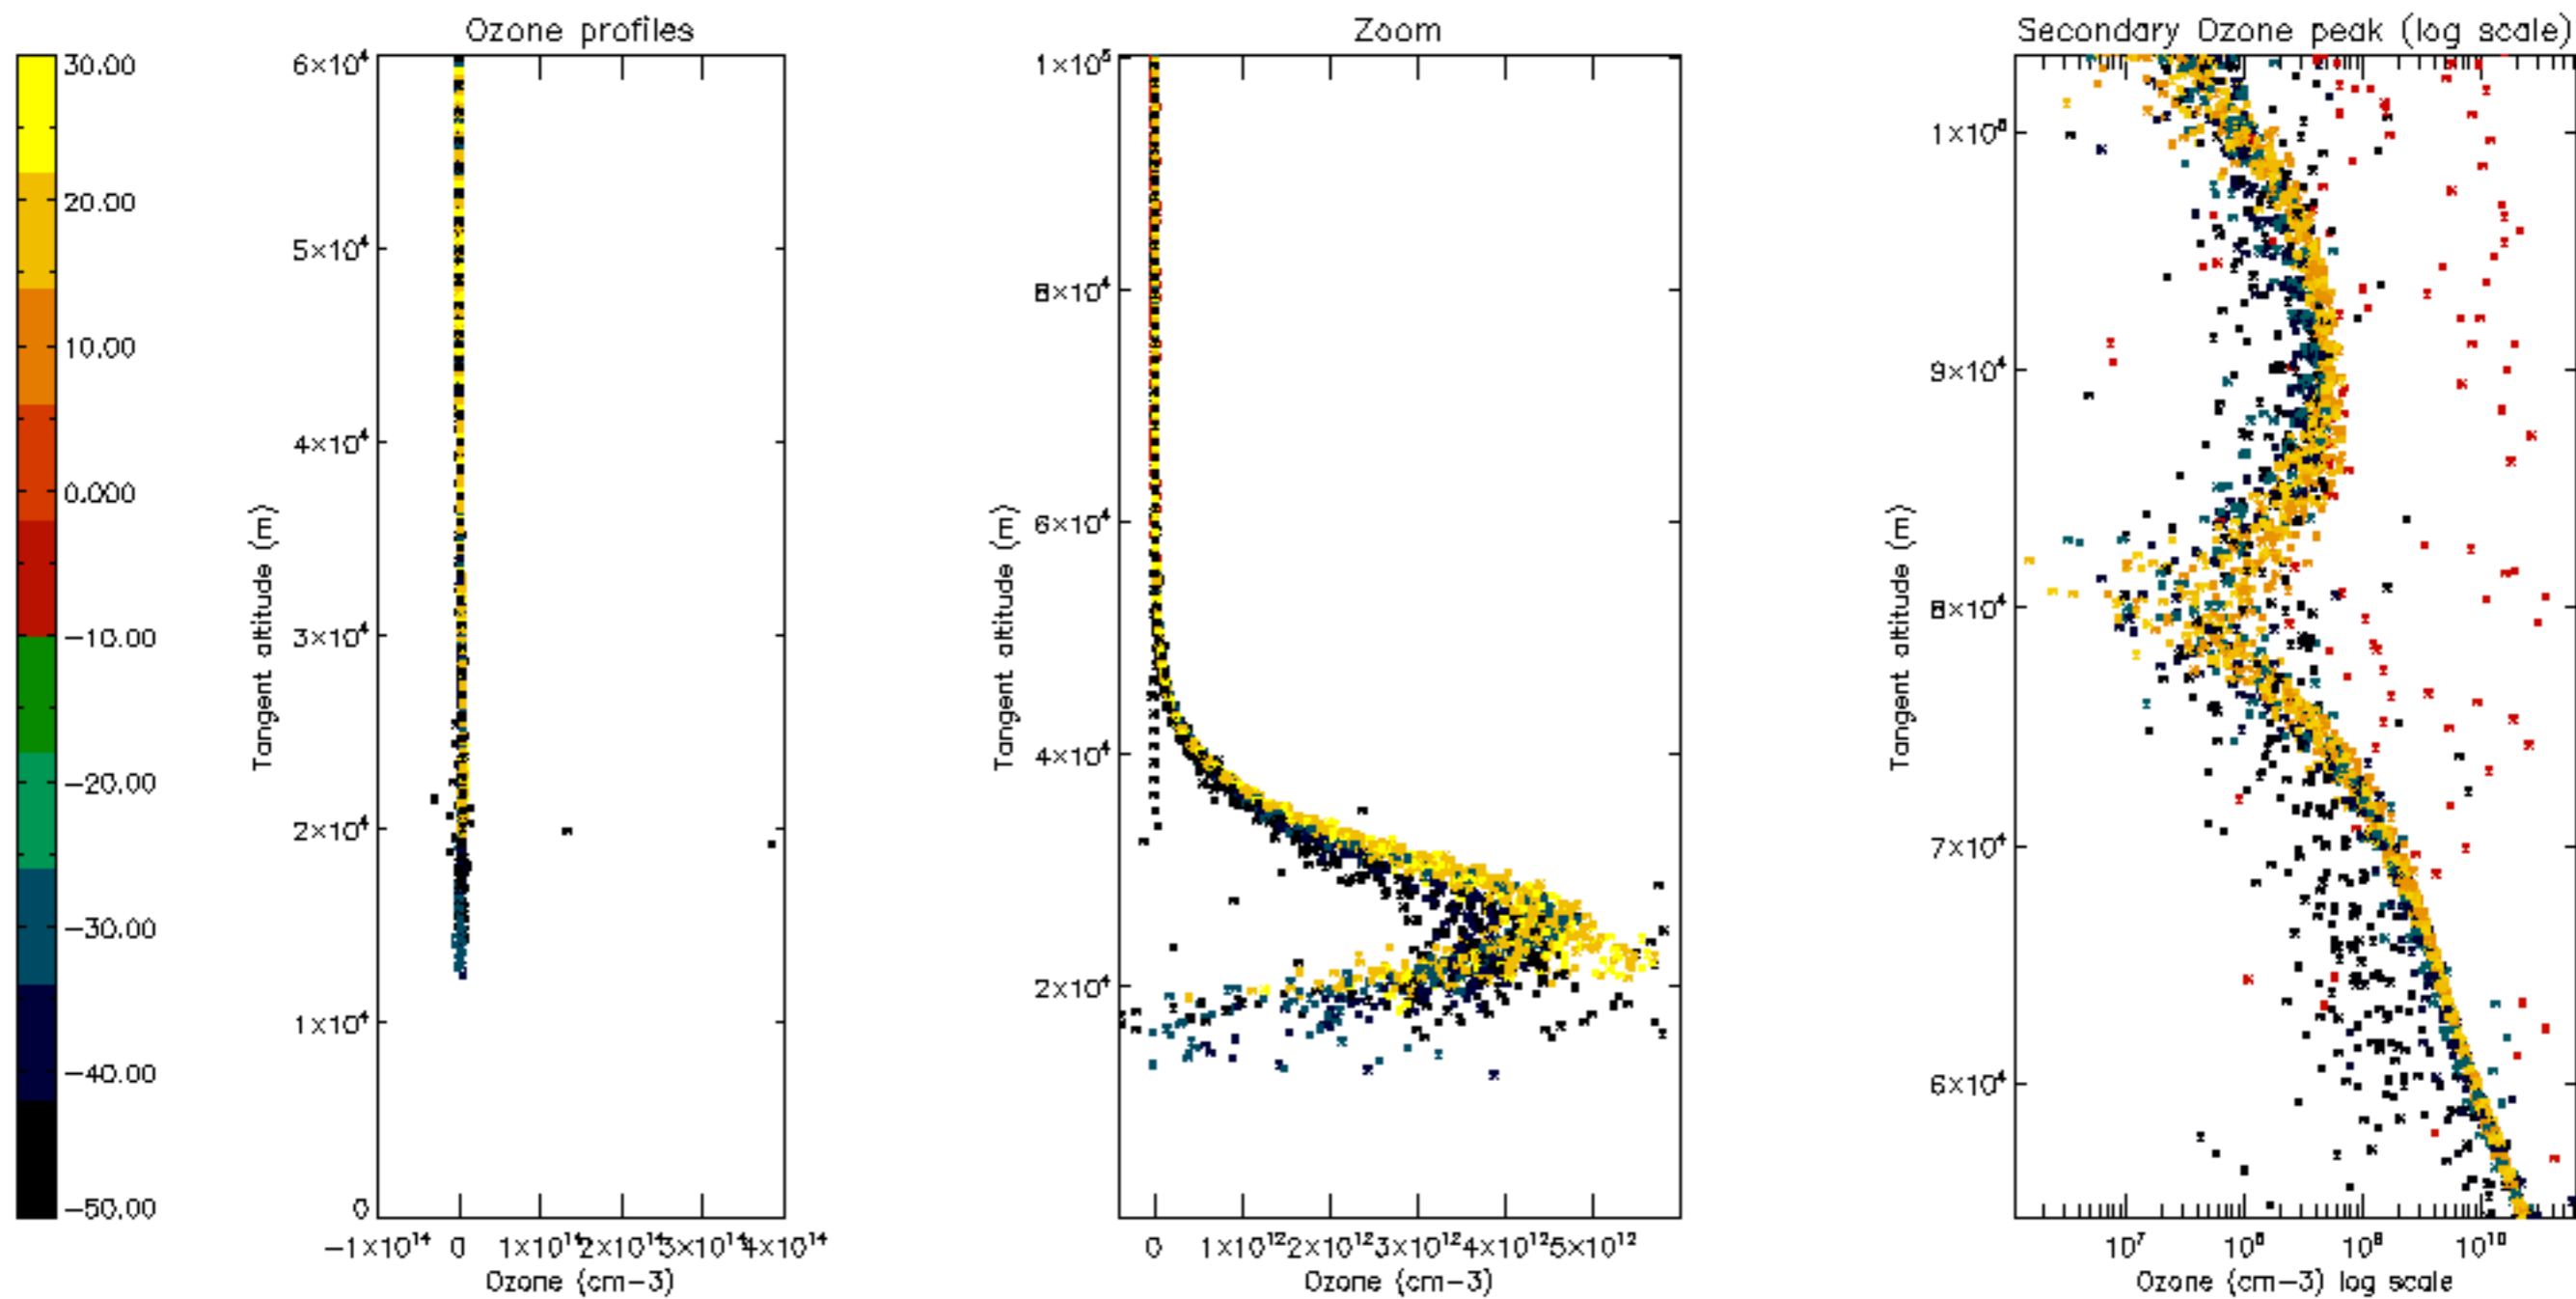 Ozone profiles
Zoom
Secondary Ozone peak (log scale)
30.00
20.00
10.00
0.000
−10.00
−20.00
−30.00
−40.00
−50.00
6×10⁴
5×10⁴
4×10⁴
3×10⁴
2×10⁴
1×10⁴
0
Tangent altitude (m)
−1×10¹⁴ 0 1×10¹⁴ 2×10¹⁴ 3×10¹⁴ 4×10¹⁴
Ozone (cm−3)
1×10⁵
8×10⁴
6×10⁴
4×10⁴
2×10⁴
Tangent altitude (m)
0 1×10¹² 2×10¹² 3×10¹² 4×10¹² 5×10¹²
Ozone (cm−3)
1×10⁵
9×10⁴
8×10⁴
7×10⁴
6×10⁴
Tangent altitude (m)
10⁷ 10⁸ 10⁹ 10¹⁰
Ozone (cm−3) log scale